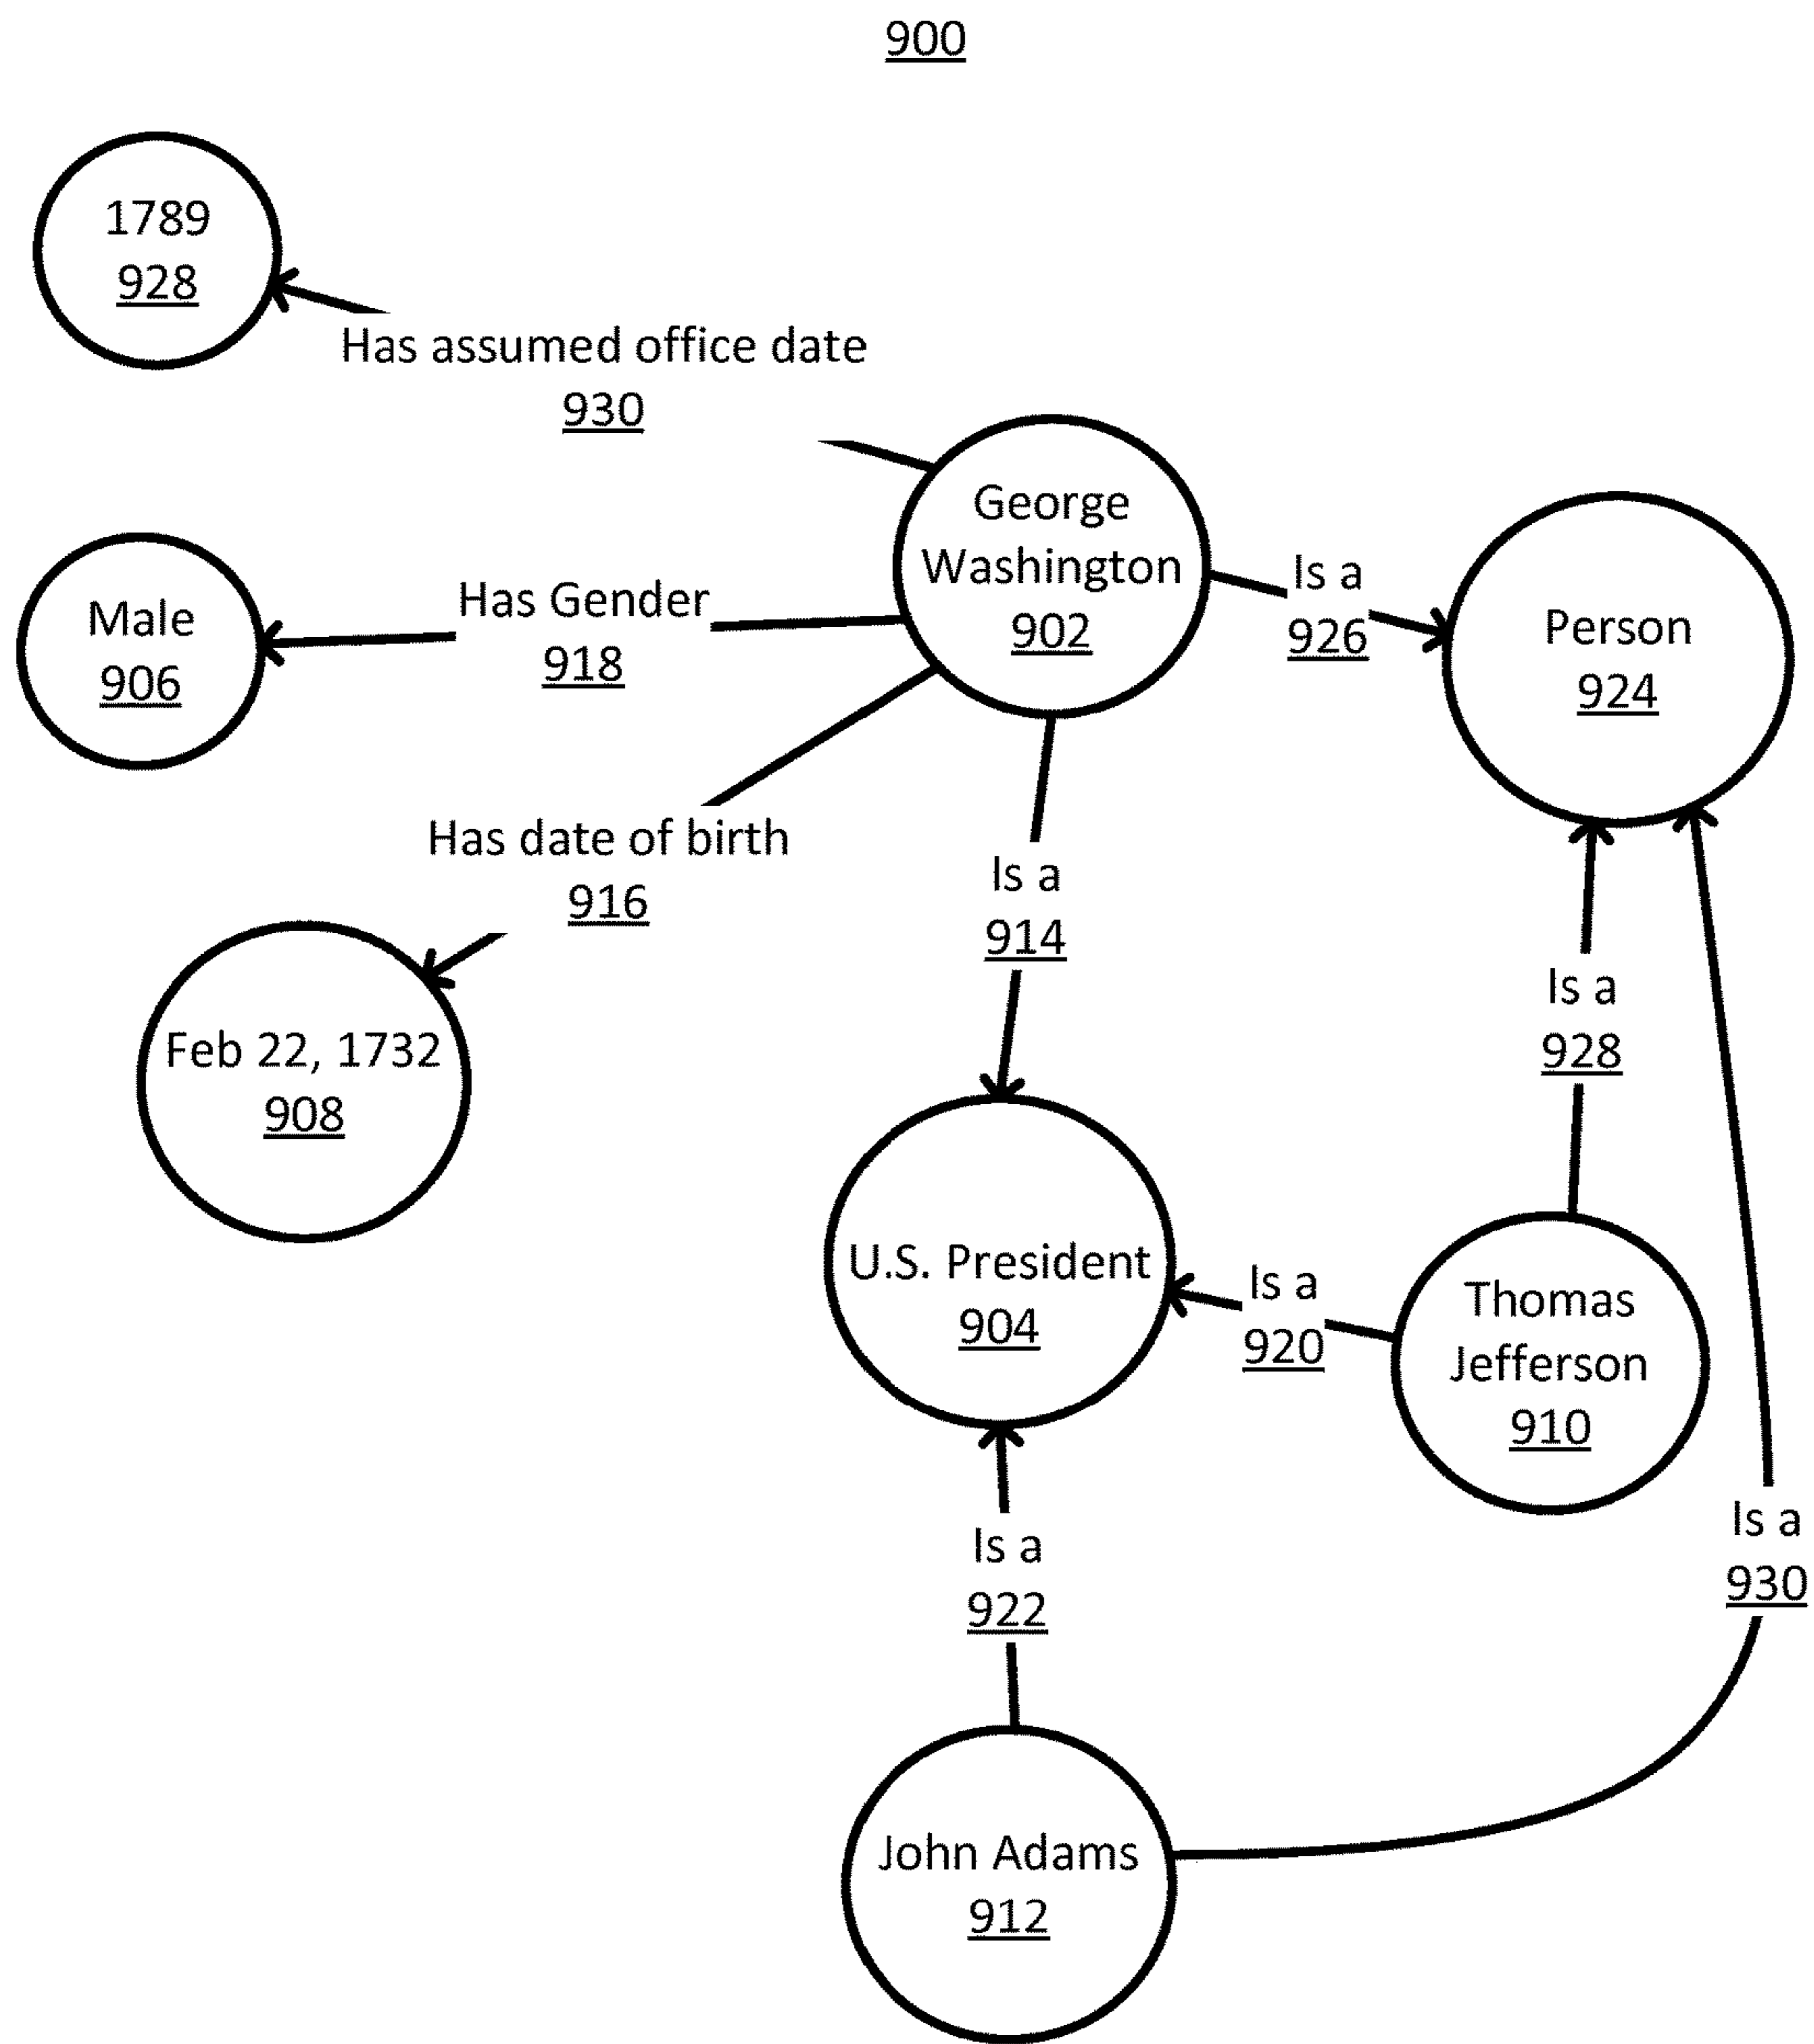 900
1789
928
Has assumed office date
930
George
Washington
902
Is a
926
Person
924
Male
906
Has Gender
918
Has date of birth
916
Is a
914
Feb 22, 1732
908
Is a
928
U.S. President
904
Is a
920
Thomas
Jefferson
910
Is a
922
Is a
930
John Adams
912